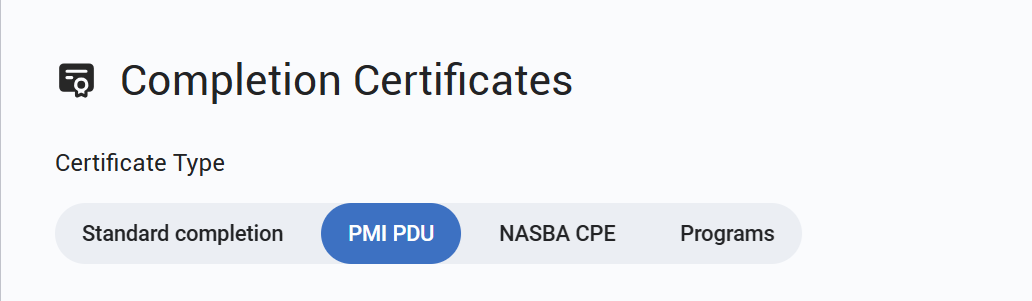 Completion Certificates
Certificate Type
Standard completion PMI PDU NASBA CPE Programs